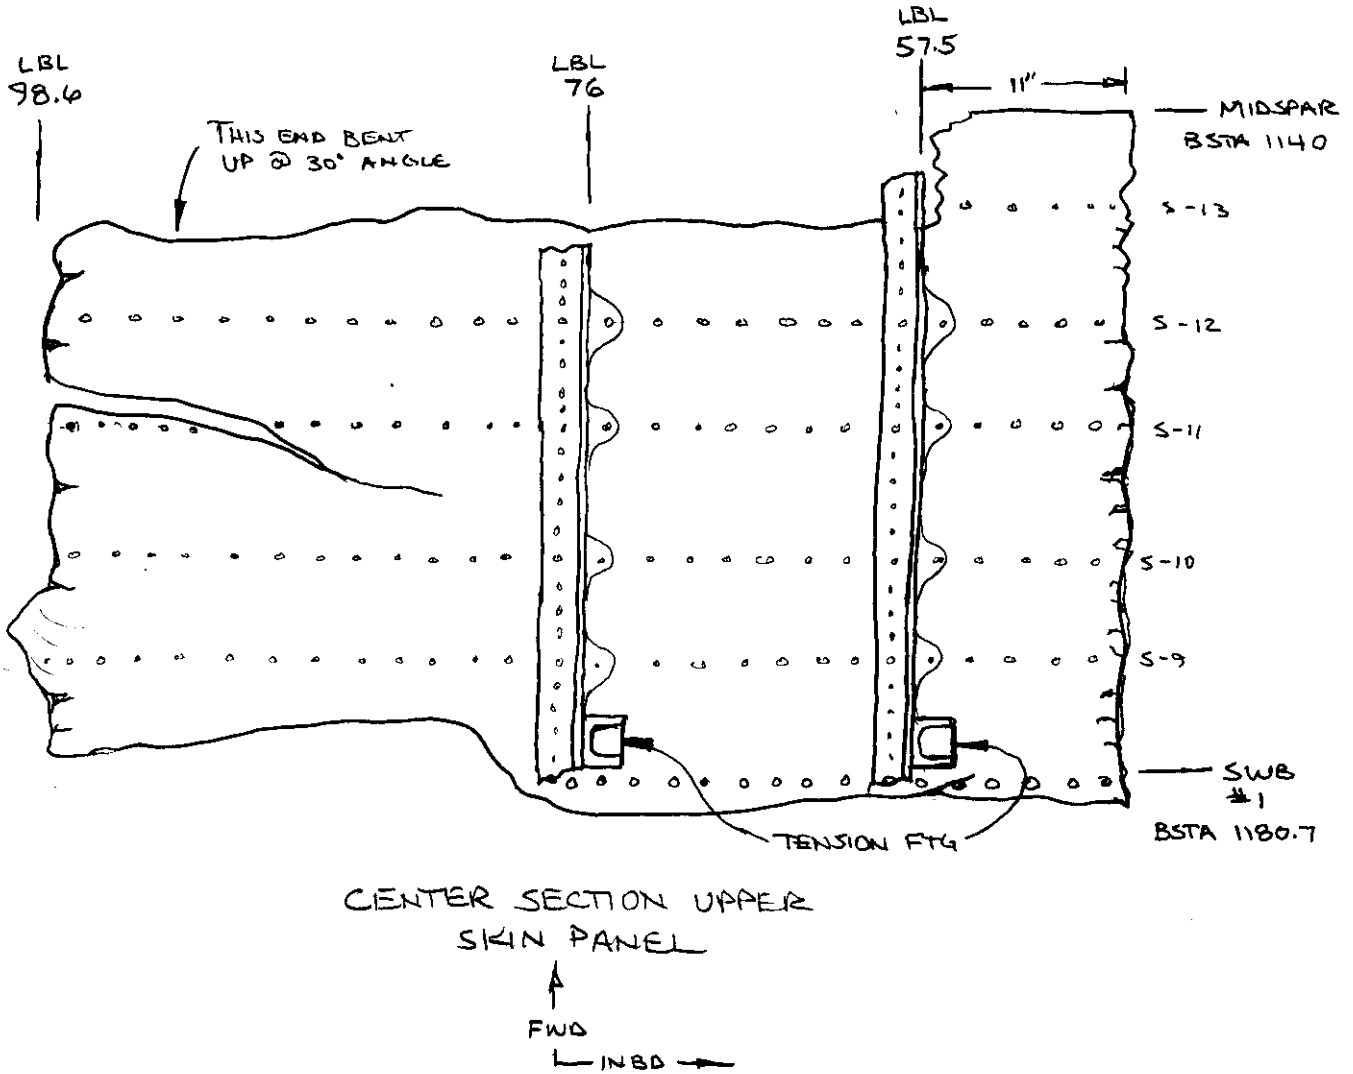 LBL
57.5
LBL
98.6
LBL
76
11"
MIDSPAR
BSTA 1140
THIS END BENT
UP @ 30° ANGLE
S-13
S-12
S-11
S-10
S-9
SWB
#1
BSTA 1180.7
TENSION FTG
CENTER SECTION UPPER
SKIN PANEL
FWD
INBD